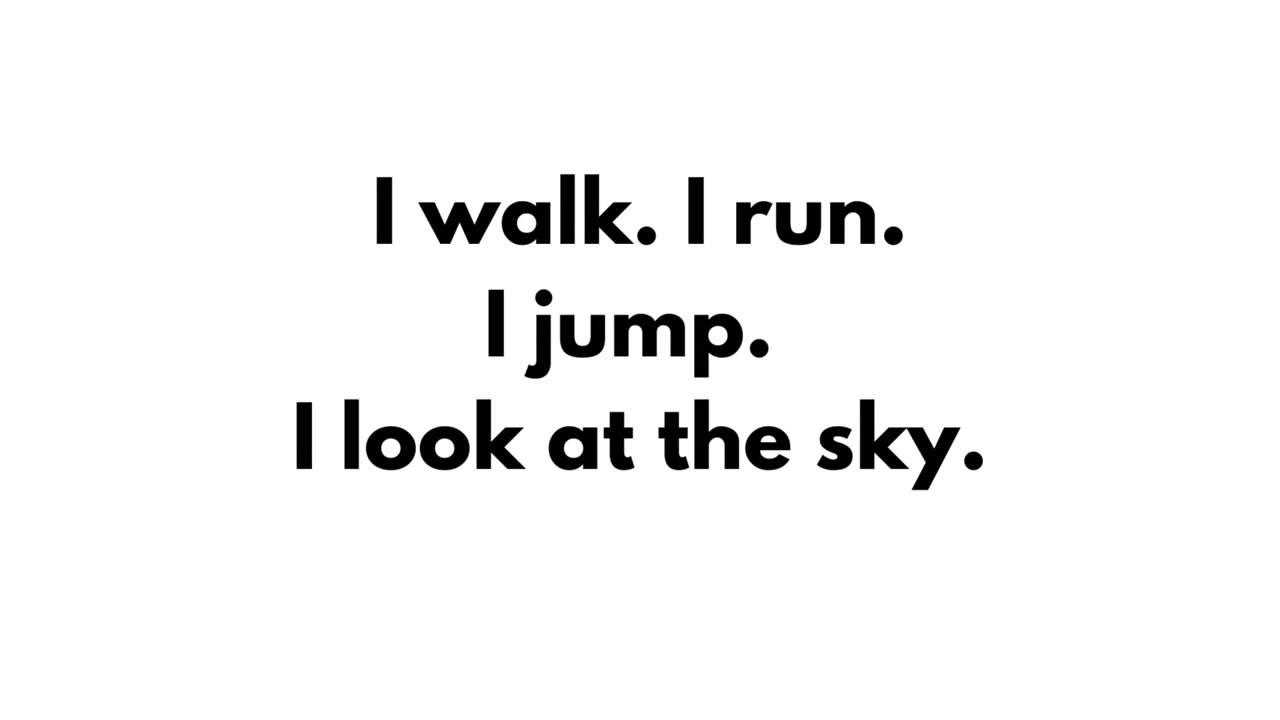 I walk. I run.
I jump.
I look at the sky.